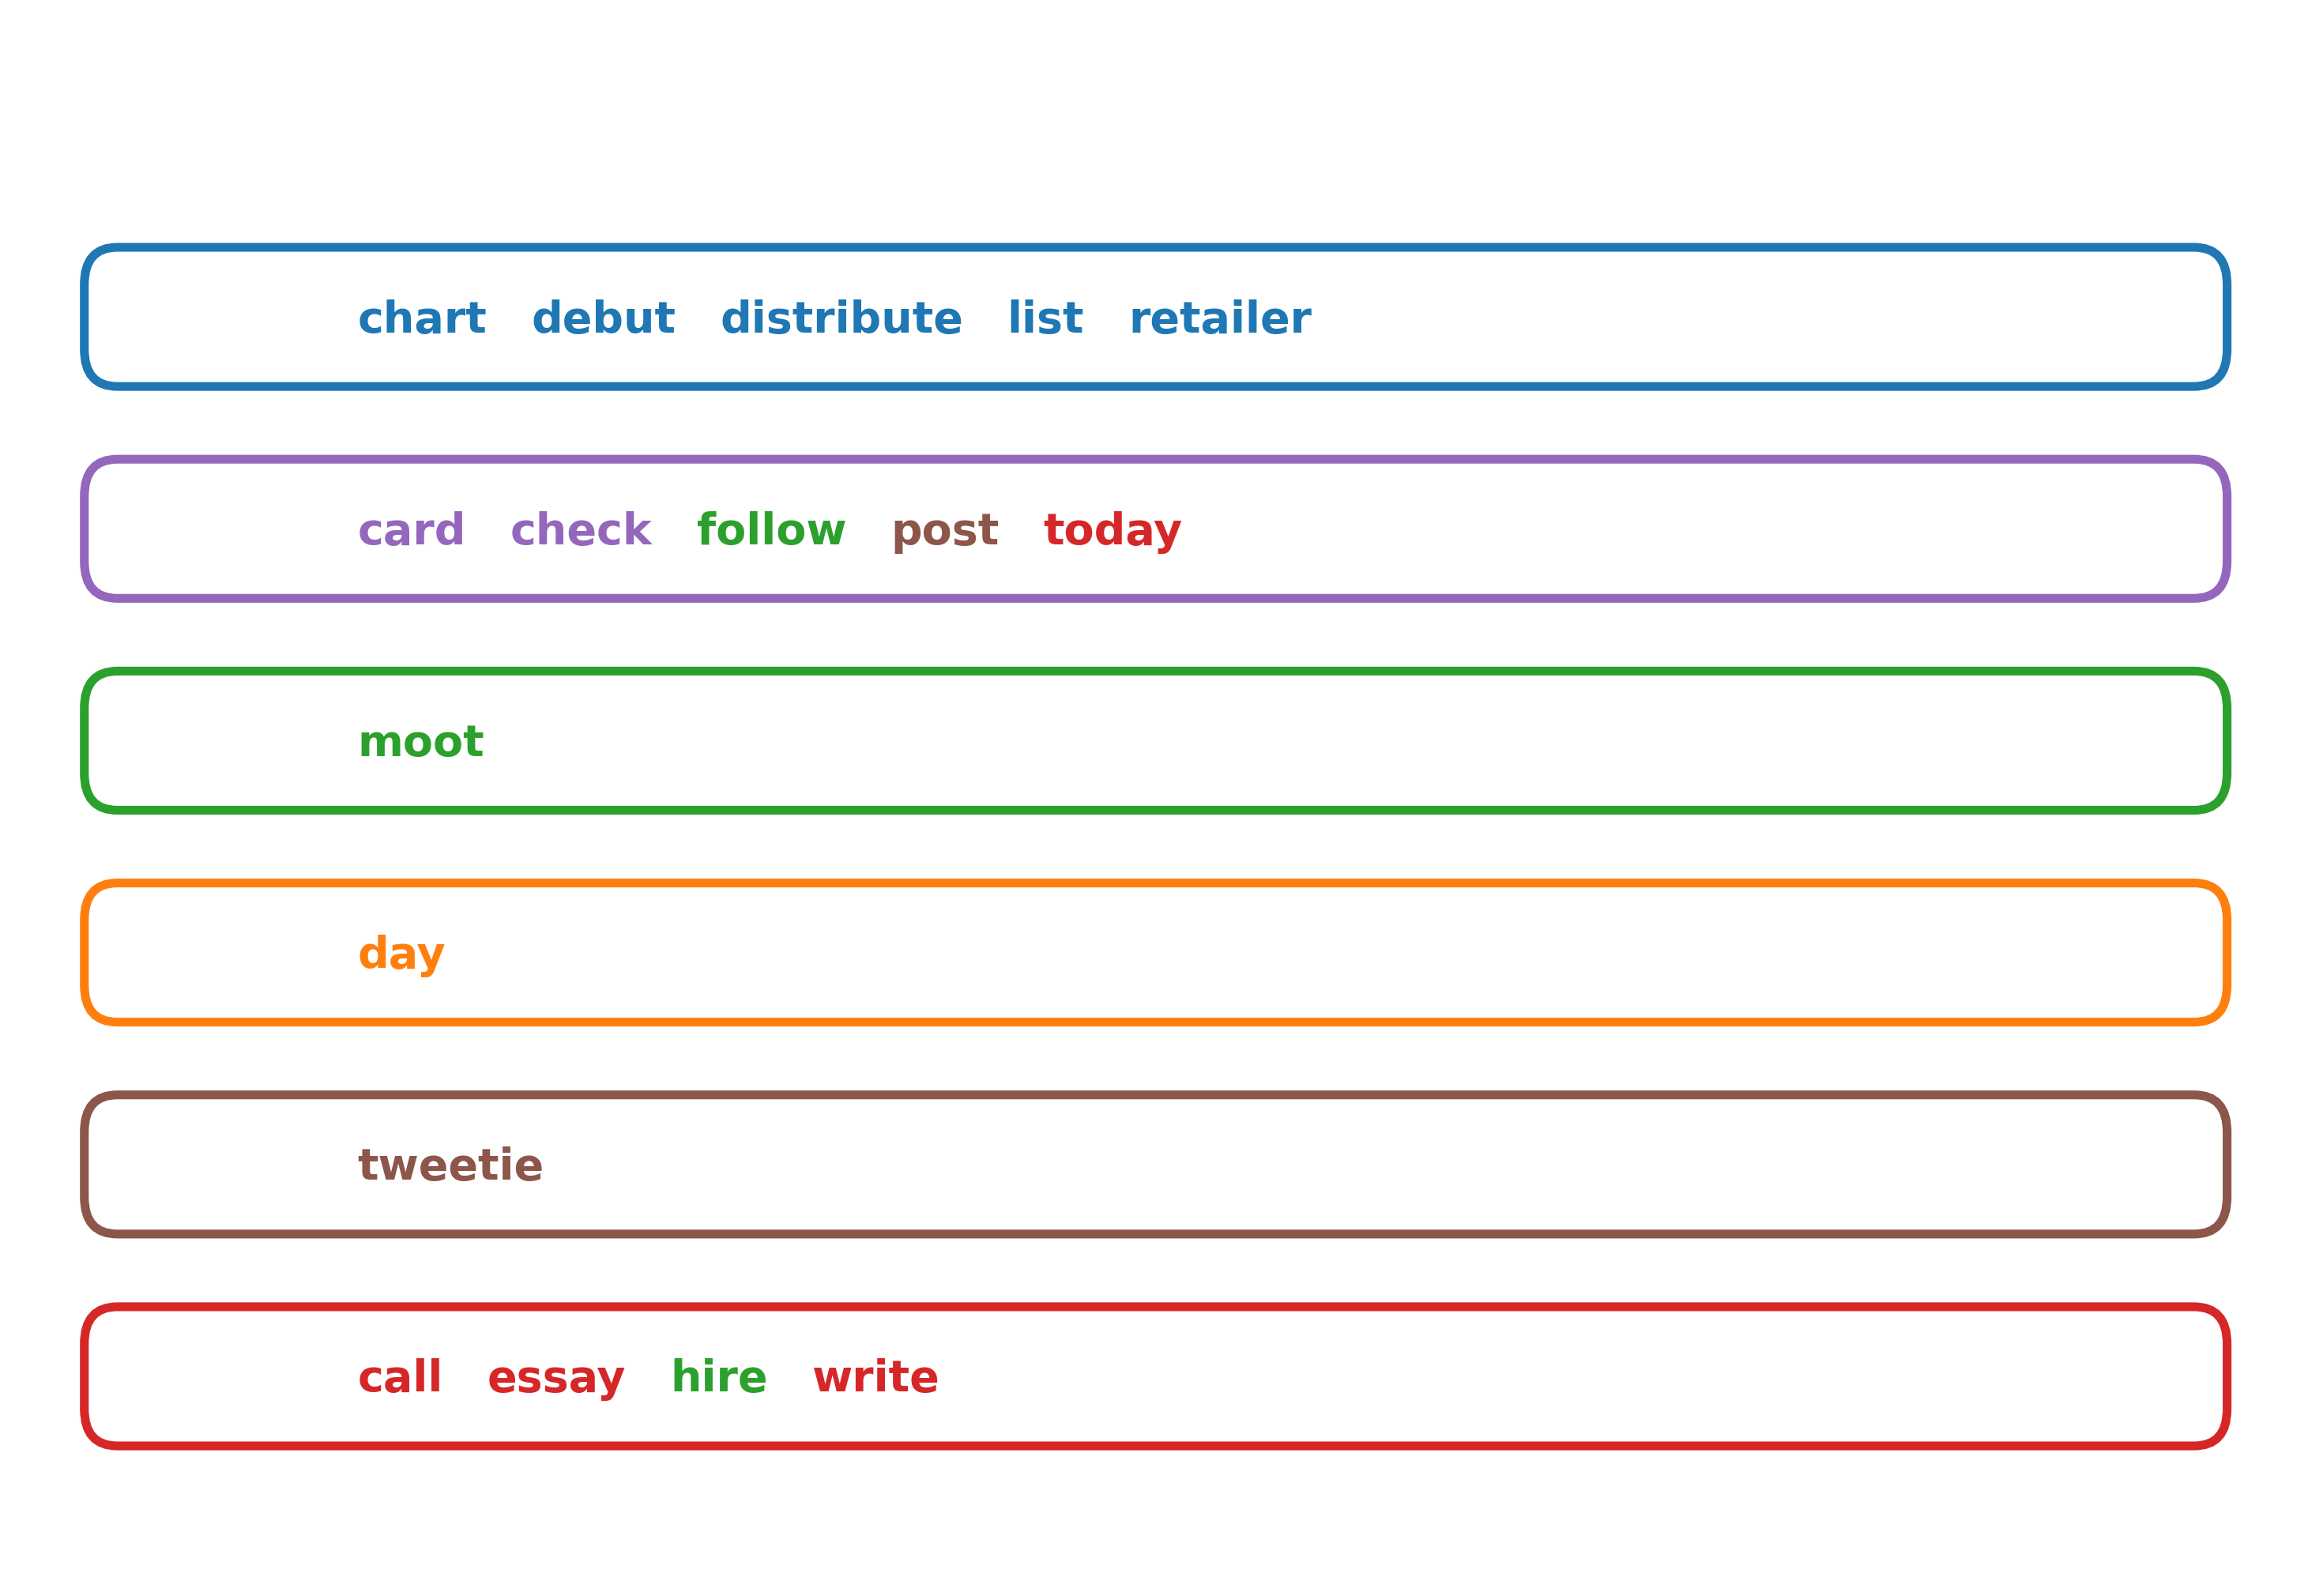 chart debut distribute list retailer
card check follow post today
moot
day
tweetie
call essay hire write